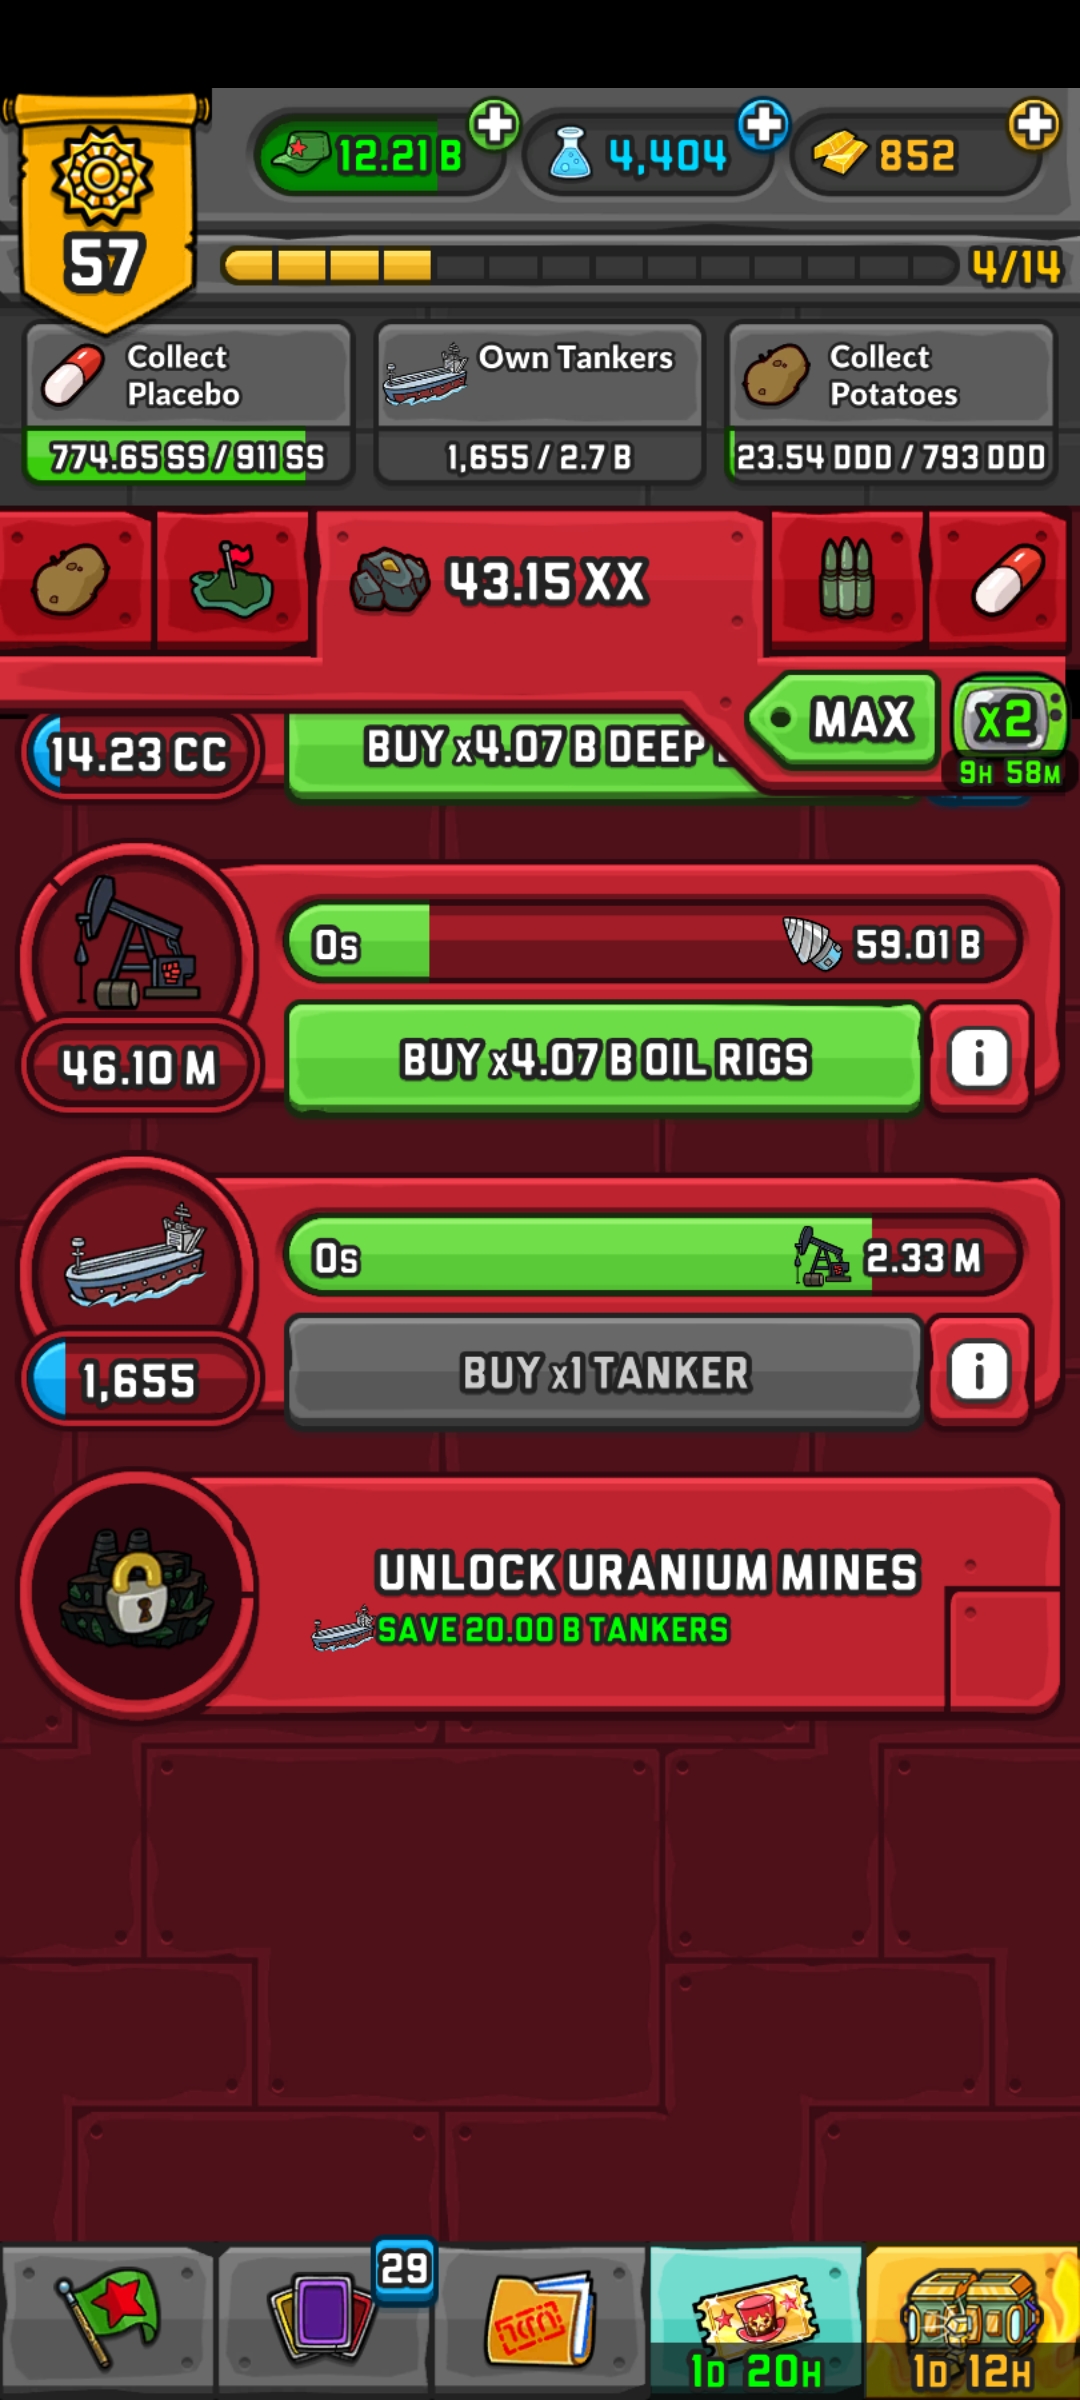 12.21 B
4,404
852
57
4/14
Collect
Placebo
774.65 SS / 911 SS
Own Tankers
1,655 / 2.7 B
Collect
Potatoes
23.54 DDD / 793 DDD
43.15 XX
MAX
x2
9H 58M
14.23 CC
BUY x4.07 B DEEP
0s
59.01 B
46.10 M
BUY x4.07 B OIL RIGS
i
0s
2.33 M
1,655
BUY x1 TANKER
i
UNLOCK URANIUM MINES
SAVE 20.00 B TANKERS
29
1D 20H
1D 12H